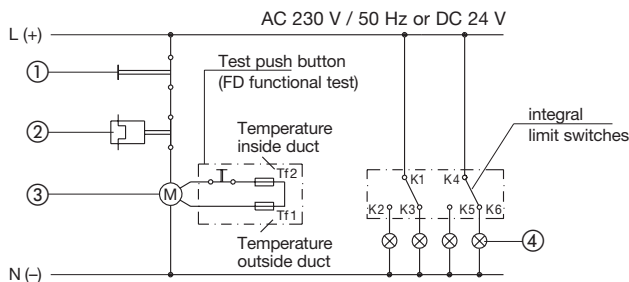 AC 230 V / 50 Hz or DC 24 V
L (+)
1
Test push button
(FD functional test)
2
Temperature
inside duct
integral
limit switches
Tf2
K1
K4
3
M
K2
K3
K5
K6
Tf1
4
Temperature
outside duct
N (–)